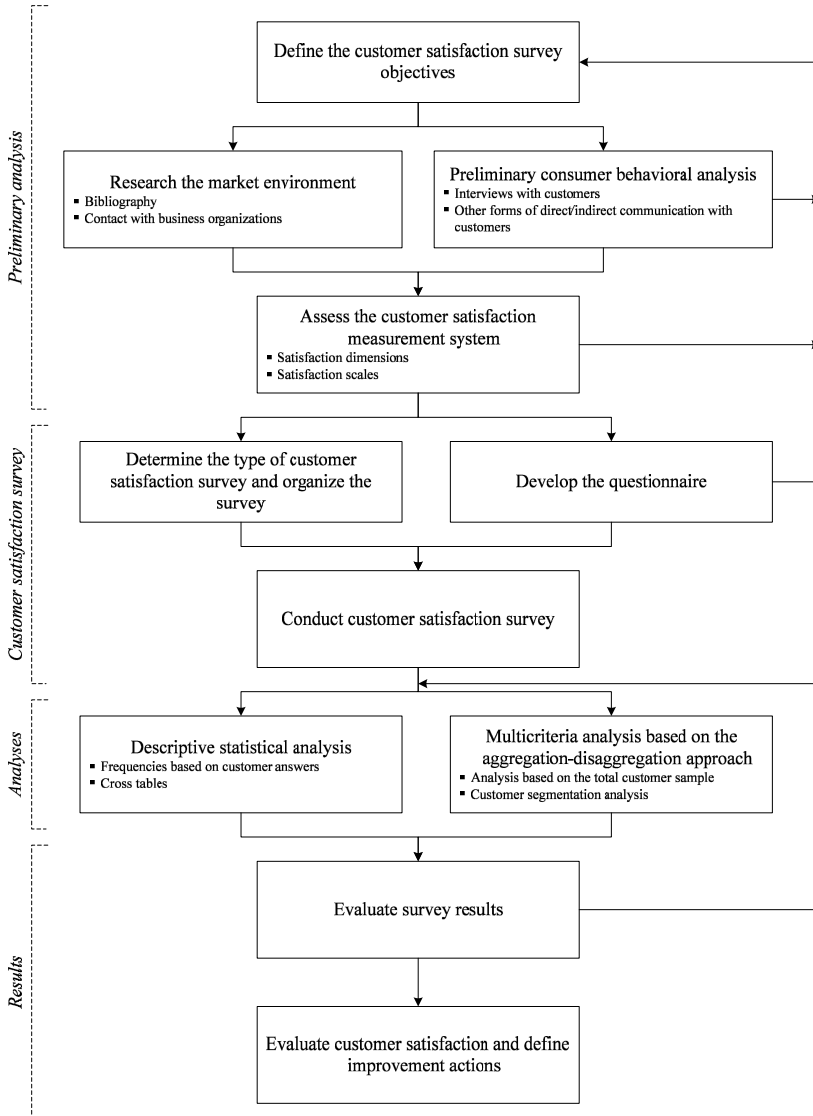 Preliminary analysis
Define the customer satisfaction survey
objectives
Research the market environment
▪ Bibliography
▪ Contact with business organizations
Preliminary consumer behavioral analysis
▪ Interviews with customers
▪ Other forms of direct/indirect communication with
customers
Assess the customer satisfaction
measurement system
▪ Satisfaction dimensions
▪ Satisfaction scales
Customer satisfaction survey
Determine the type of customer
satisfaction survey and organize the
survey
Develop the questionnaire
Conduct customer satisfaction survey
Analyses
Descriptive statistical analysis
▪ Frequencies based on customer answers
▪ Cross tables
Multicriteria analysis based on the
aggregation-disaggregation approach
▪ Analysis based on the total customer sample
▪ Customer segmentation analysis
Results
Evaluate survey results
Evaluate customer satisfaction and define
improvement actions